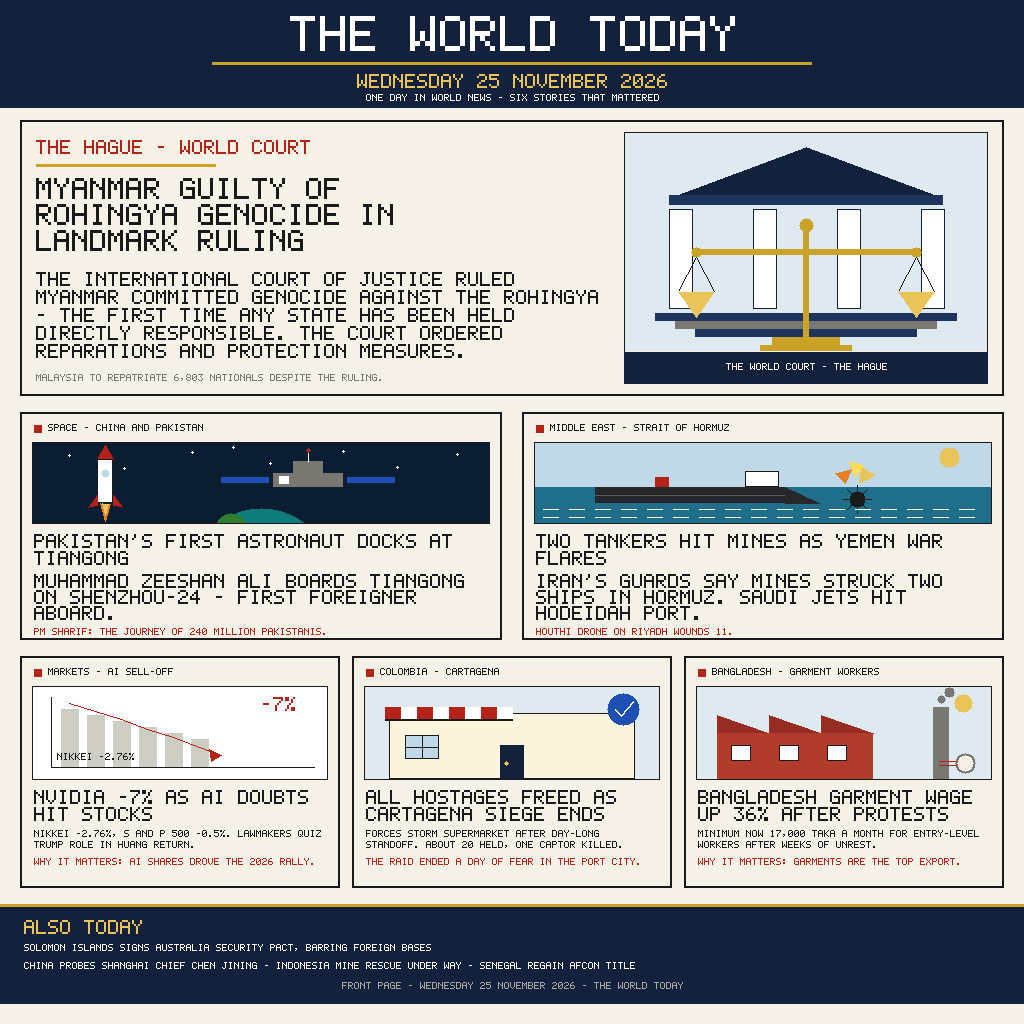 THE WORLD TODAY
WEDNESDAY 25 NOVEMBER 2026
ONE DAY IN WORLD NEWS - SIX STORIES THAT MATTERED
THE HAGUE - WORLD COURT
MYANMAR GUILTY OF
ROHINGYA GENOCIDE IN
LANDMARK RULING
THE INTERNATIONAL COURT OF JUSTICE RULED
MYANMAR COMMITTED GENOCIDE AGAINST THE ROHINGYA
- THE FIRST TIME ANY STATE HAS BEEN HELD
DIRECTLY RESPONSIBLE. THE COURT ORDERED
REPARATIONS AND PROTECTION MEASURES.
MALAYSIA TO REPATRIATE 6,803 NATIONALS DESPITE THE RULING.
THE WORLD COURT - THE HAGUE
SPACE - CHINA AND PAKISTAN
PAKISTAN'S FIRST ASTRONAUT DOCKS AT
TIANGONG
MUHAMMAD ZEESHAN ALI BOARDS TIANGONG
ON SHENZHOU-24 - FIRST FOREIGNER
ABOARD.
PM SHARIF: THE JOURNEY OF 240 MILLION PAKISTANIS.
MIDDLE EAST - STRAIT OF HORMUZ
TWO TANKERS HIT MINES AS YEMEN WAR
FLARES
IRAN'S GUARDS SAY MINES STRUCK TWO
SHIPS IN HORMUZ. SAUDI JETS HIT
HODEIDAH PORT.
HOUTHI DRONE ON RIYADH WOUNDS 11.
MARKETS - AI SELL-OFF
-7%
NIKKEI -2.76%
NVIDIA -7% AS AI DOUBTS
HIT STOCKS
NIKKEI -2.76%, S AND P 500 -0.5%. LAWMAKERS QUIZ
TRUMP ROLE IN HUANG RETURN.
WHY IT MATTERS: AI SHARES DROVE THE 2026 RALLY.
COLOMBIA - CARTAGENA
ALL HOSTAGES FREED AS
CARTAGENA SIEGE ENDS
FORCES STORM SUPERMARKET AFTER DAY-LONG
STANDOFF. ABOUT 20 HELD, ONE CAPTOR KILLED.
THE RAID ENDED A DAY OF FEAR IN THE PORT CITY.
BANGLADESH - GARMENT WORKERS
BANGLADESH GARMENT WAGE
UP 36% AFTER PROTESTS
MINIMUM NOW 17,000 TAKA A MONTH FOR ENTRY-LEVEL
WORKERS AFTER WEEKS OF UNREST.
WHY IT MATTERS: GARMENTS ARE THE TOP EXPORT.
ALSO TODAY
SOLOMON ISLANDS SIGNS AUSTRALIA SECURITY PACT, BARRING FOREIGN BASES
CHINA PROBES SHANGHAI CHIEF CHEN JINING - INDONESIA MINE RESCUE UNDER WAY - SENEGAL REGAIN AFCON TITLE
FRONT PAGE - WEDNESDAY 25 NOVEMBER 2026 - THE WORLD TODAY